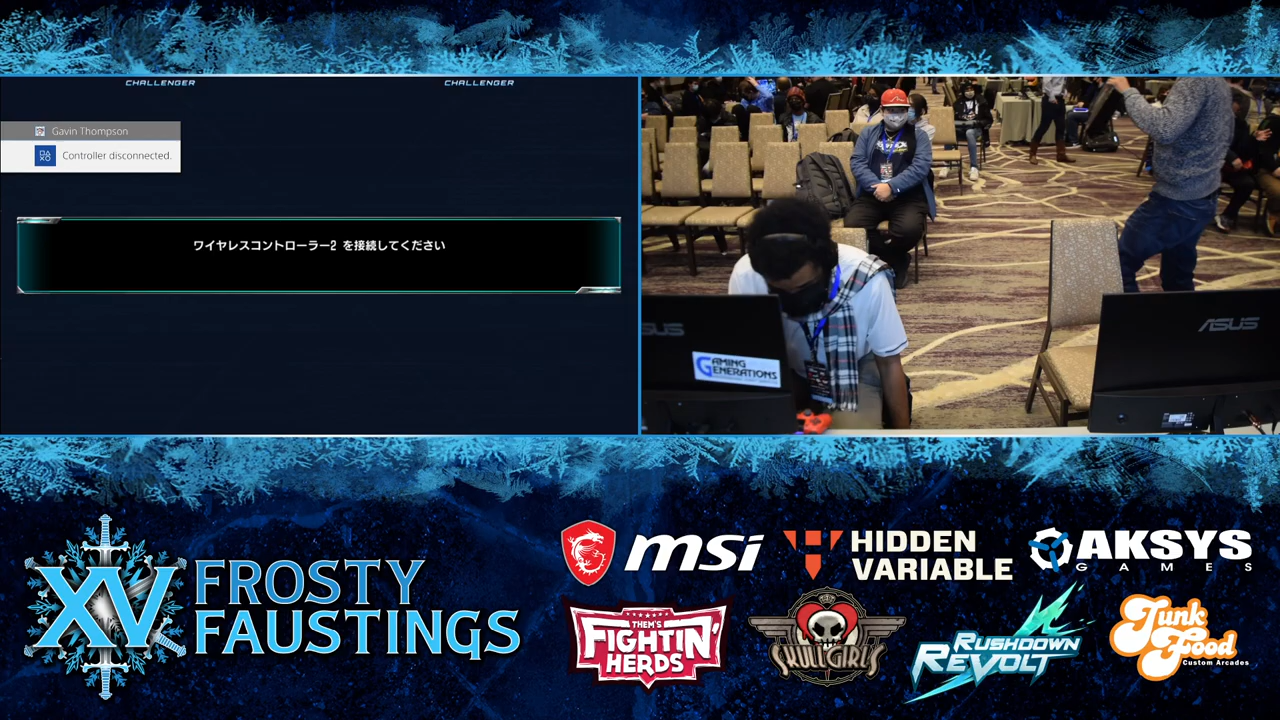 CHALLENGER
CHALLENGER
Gavin Thompson
Controller disconnected.
ワイヤレスコントローラー2 を接続してください
ASUS
GAMING
GENERATIONS
ASUS
XV
FROSTY
FAUSTINGS
msi
HIDDEN
VARIABLE
AKSYS
GAMES
THEM'S
FIGHTIN'
HERDS
SKULLGIRLS
RUSHDOWN
REVOLT
Junk
Food
Custom Arcades